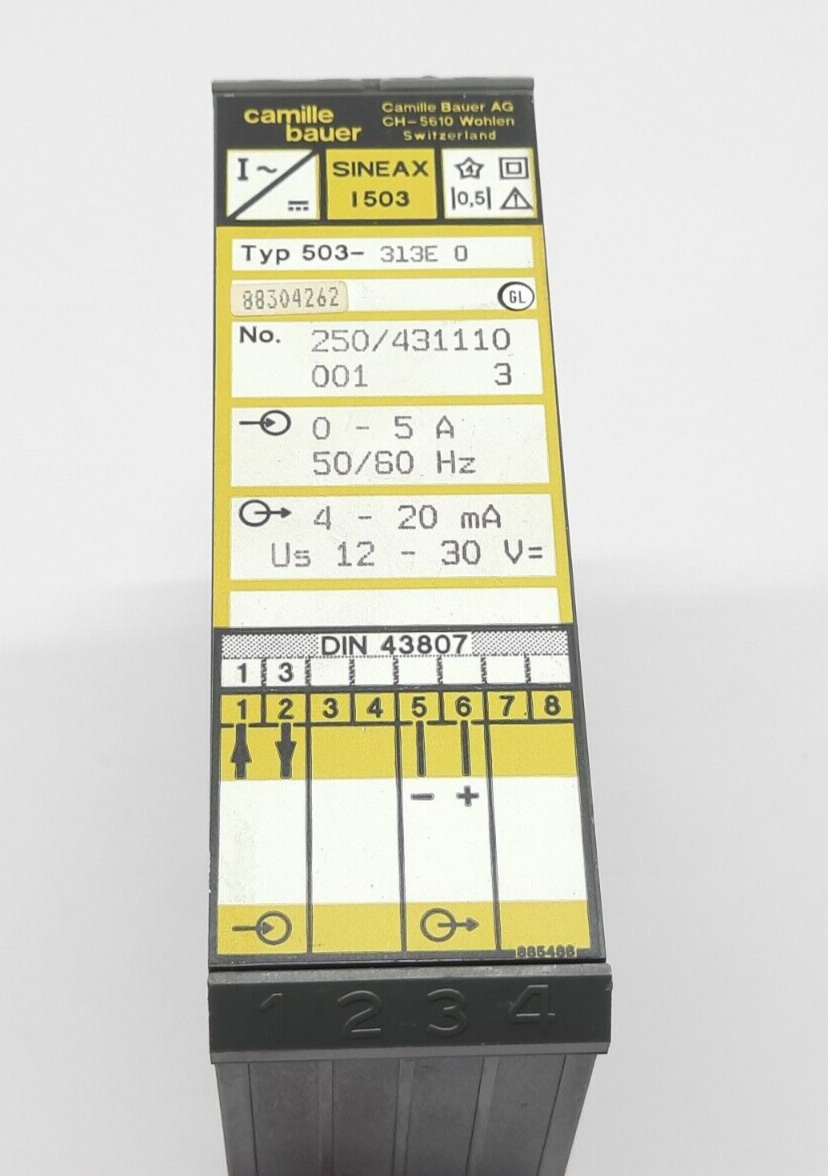 camille
bauer
Camille Bauer AG
CH-5610 Wohlen
Switzerland
I~
SINEAX
I 503
4
|0,5|
Typ 503- 313E 0
88304262
GL
No. 250/431110
001 3
0 - 5 A
50/60 Hz
4 - 20 mA
Us 12 - 30 V=
DIN 43807
1 3
1 2 3 4 5 6 7 8
- +
1 2 3 4